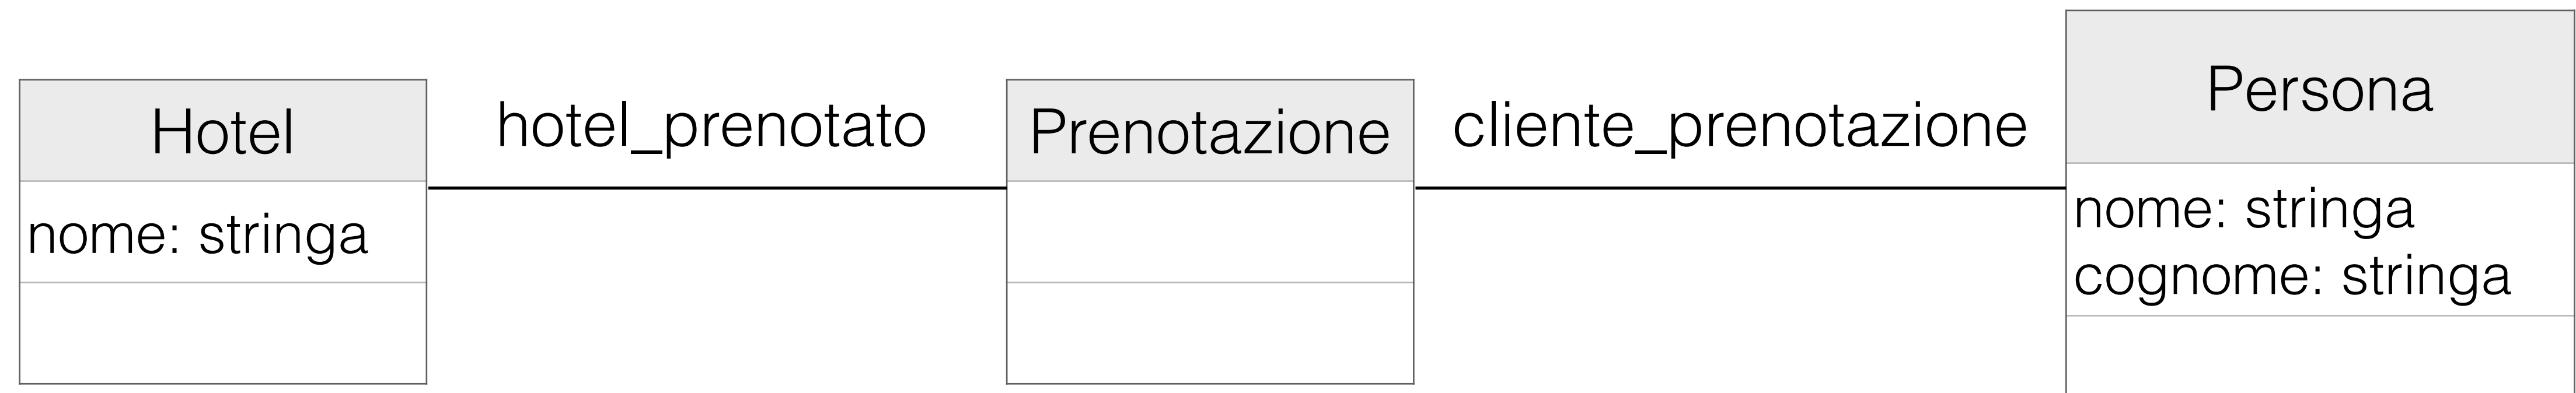 Hotel
nome: stringa
hotel_prenotato
Prenotazione
cliente_prenotazione
Persona
nome: stringa
cognome: stringa